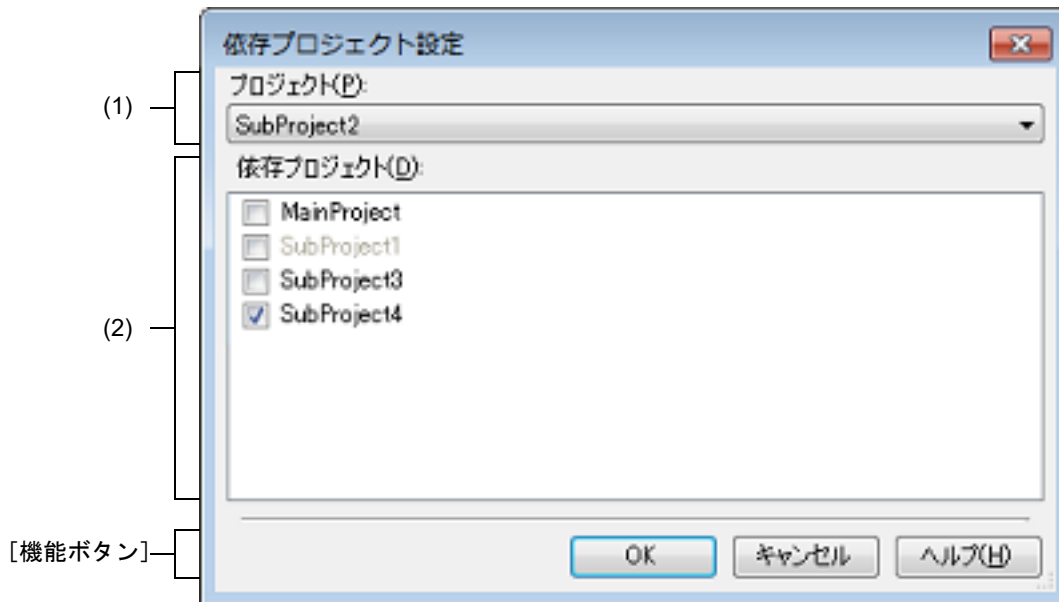 依存プロジェクト設定
(1)
プロジェクト(P):
SubProject2
(2)
依存プロジェクト(D):
MainProject
SubProject1
SubProject3
SubProject4
[機能ボタン]
OK
キャンセル
ヘルプ(H)